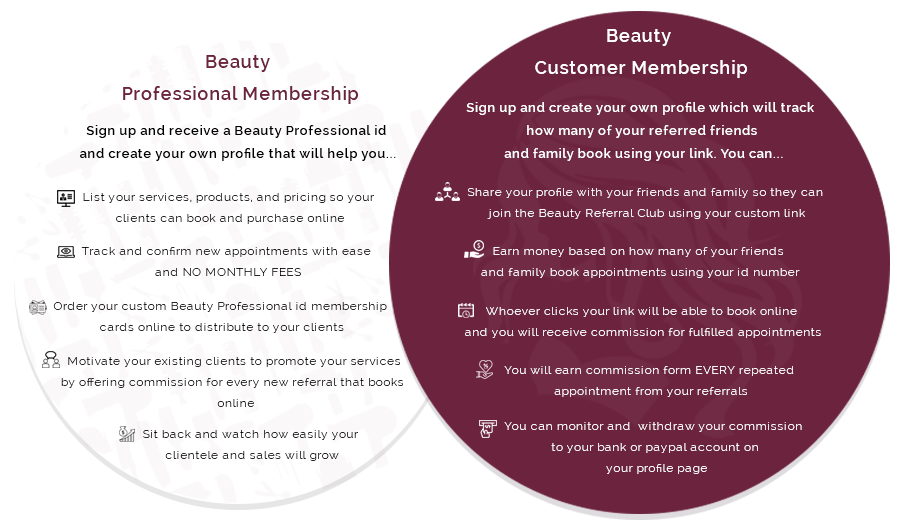 Beauty
Professional Membership
Sign up and receive a Beauty Professional id
and create your own profile that will help you...
List your services, products, and pricing so your
clients can book and purchase online
Track and confirm new appointments with ease
and NO MONTHLY FEES
Order your custom Beauty Professional id membership
cards online to distribute to your clients
Motivate your existing clients to promote your services
by offering commission for every new referral that books
online
Sit back and watch how easily your
clientele and sales will grow
Beauty
Customer Membership
Sign up and create your own profile which will track
how many of your referred friends
and family book using your link. You can...
Share your profile with your friends and family so they can
join the Beauty Referral Club using your custom link
Earn money based on how many of your friends
and family book appointments using your id number
Whoever clicks your link will be able to book online
and you will receive commission for fulfilled appointments
You will earn commission form EVERY repeated
appointment from your referrals
You can monitor and  withdraw your commission
to your bank or paypal account on
your profile page